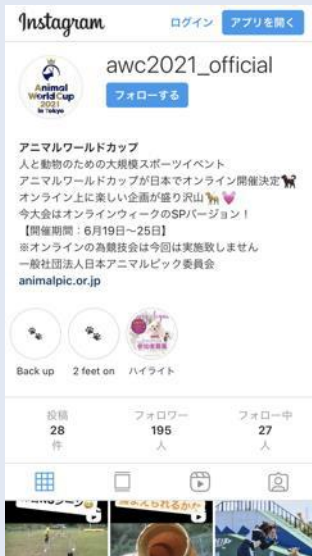 Instagram
ログイン
アプリを開く
Animal
World Cup
2021
in Tokyo
awc2021_official
フォローする
アニマルワールドカップ
人と動物のための大規模スポーツイベント
アニマルワールドカップが日本でオンライン開催決定🐕‍🦺
オンライン上に楽しい企画が盛り沢山🐕💓
今大会はオンラインウィークのSPバージョン！
【開催期間：6月19日〜25日】
※オンラインの為競技会は今回は実施致しません
一般社団法人日本アニマルピック委員会
animalpic.or.jp
Back up
2 feet on
ハイライト
投稿 フォロワー フォロー中
28 195 27
件 人 人